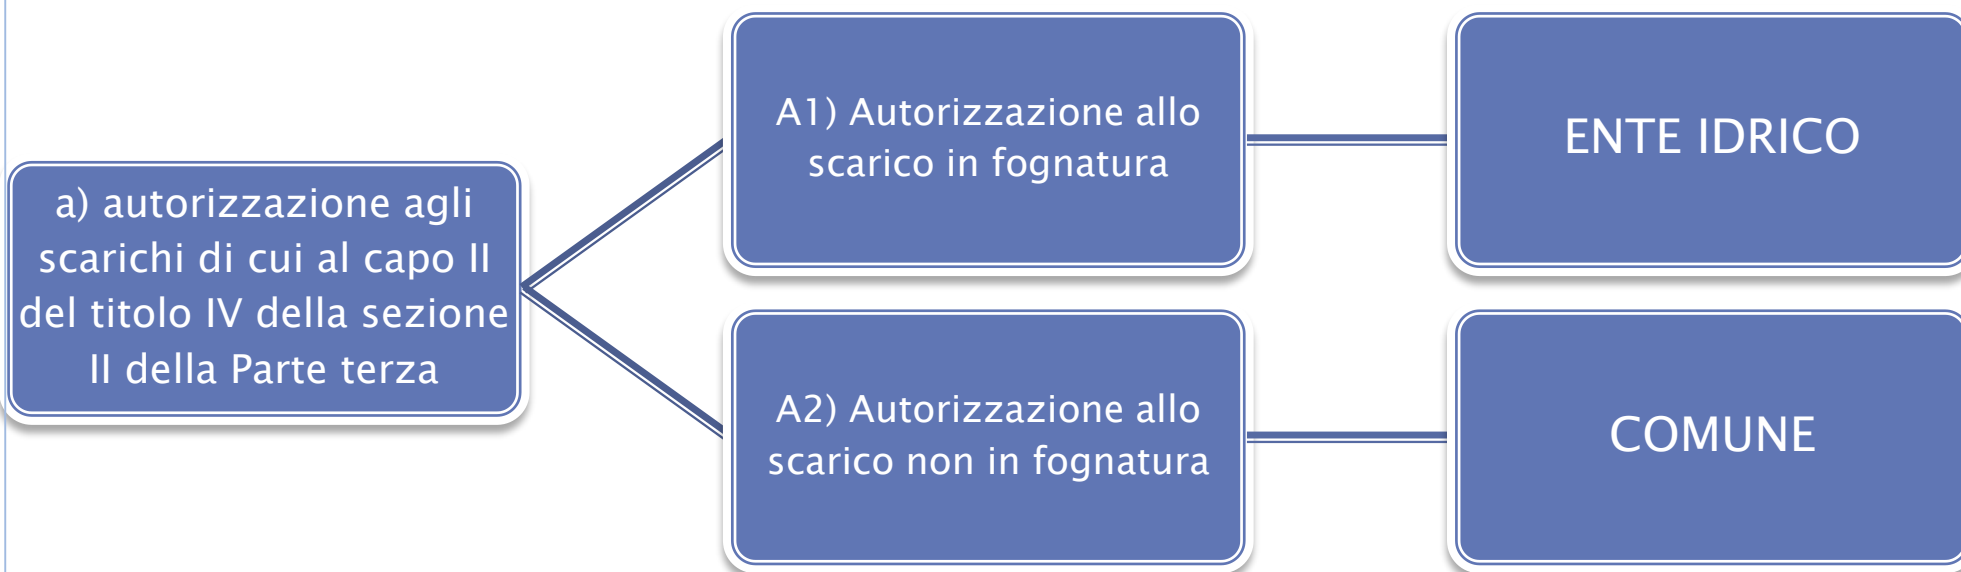 a) autorizzazione agli
scarichi di cui al capo II
del titolo IV della sezione
II della Parte terza
A1) Autorizzazione allo
scarico in fognatura
ENTE IDRICO
A2) Autorizzazione allo
scarico non in fognatura
COMUNE